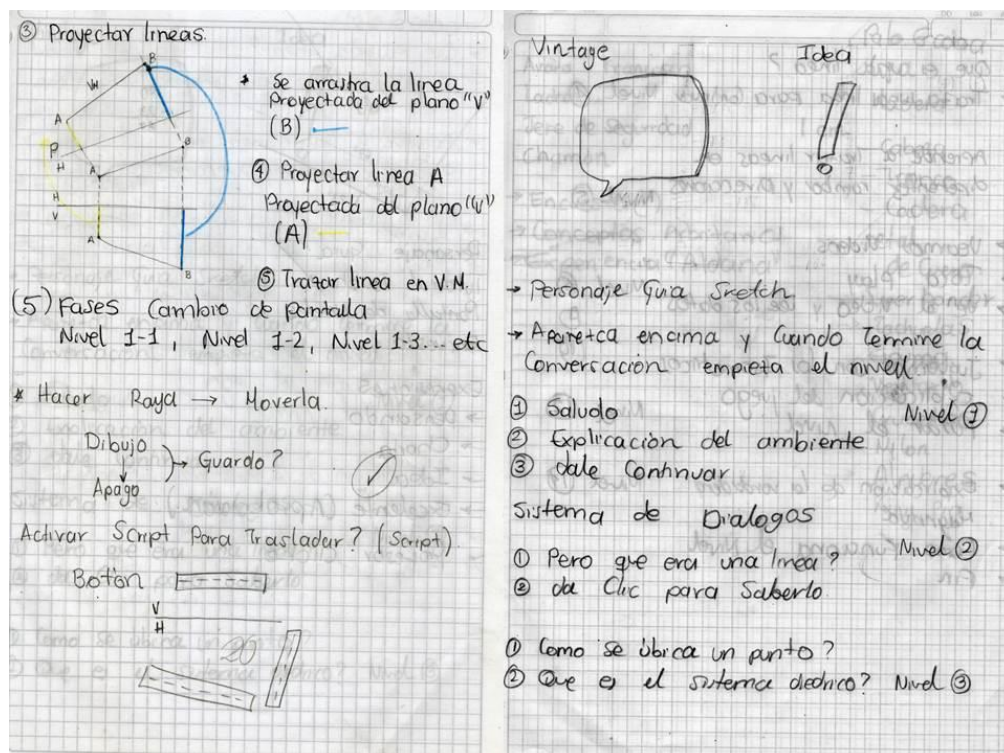 ③ Proyectar lineas.
B
VM
A
P
H
A
B
H
V
A
B
* Se arrastra la linea
Proyectada del plano "V"
(B)
④ Proyectar linea A
Proyectada del plano "V"
(A)
⑤ Trazar linea en V.M.
(5) Fases Cambio de pantalla
Nivel 1-1, Nivel 1-2, Nivel 1-3... etc
* Hacer Raya → Moverla.
Dibujo
↓
Apago
→ Guardo?
Activar Script Para Trasladar? (Script)
Botón
V
H
20
Vintage
Idea
→ Personaje Guia Sketch
→ Aparezca encima y Cuando termine la
Conversación empieza el nivell
① Saludo Nivel ①
② Explicación del ambiente
③ dale Continuar
Sistema de Dialogos
Nivel ②
① Pero que era una linea?
② da Clic para Saberlo
① Como se úbica un punto?
② Que es el sistema diedrico? Nivel ③